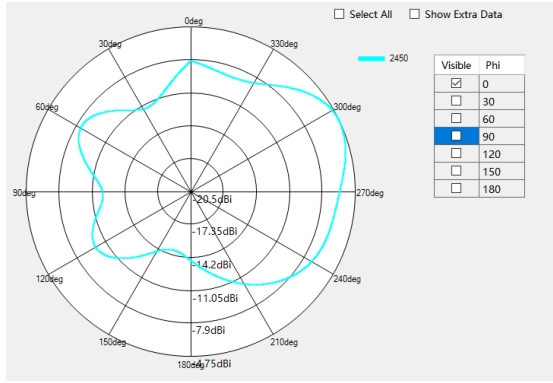 Select All Show Extra Data
0deg
30deg 330deg
2450
Visible Phi
0
30
60
90
120
150
180
60deg 300deg
90deg 270deg
-20.5dBi
-17.35dBi
120deg 240deg
-14.2dBi
-11.05dBi
-7.9dBi
150deg 210deg
180deg -4.75dBi